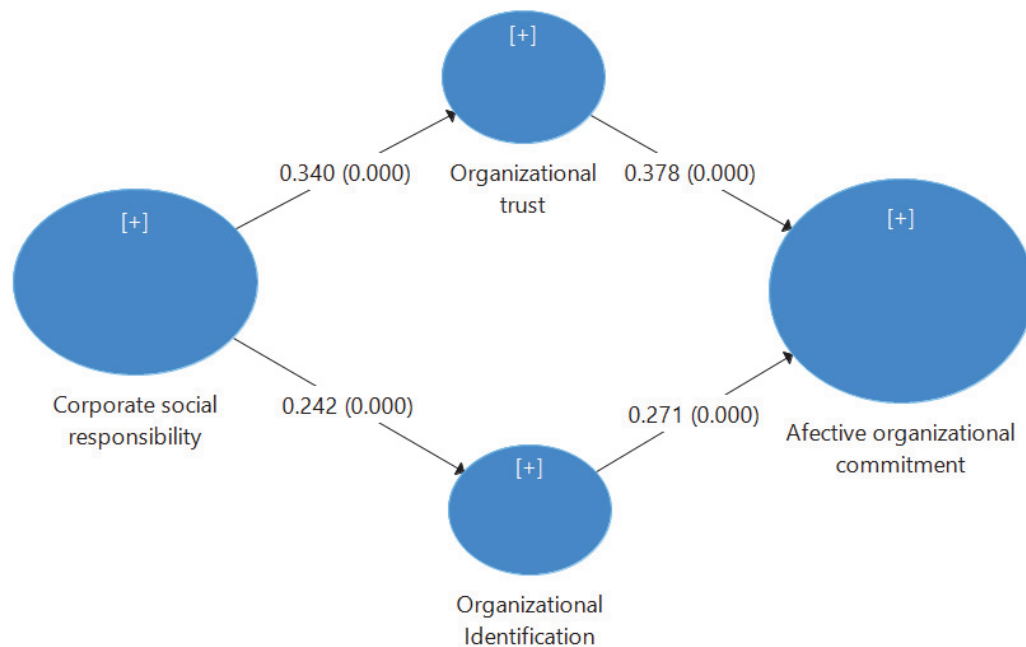 [+]
Organizational
trust
0.340 (0.000)
0.378 (0.000)
[+]
Corporate social
responsibility
[+]
Afective organizational
commitment
0.242 (0.000)
0.271 (0.000)
[+]
Organizational
Identification